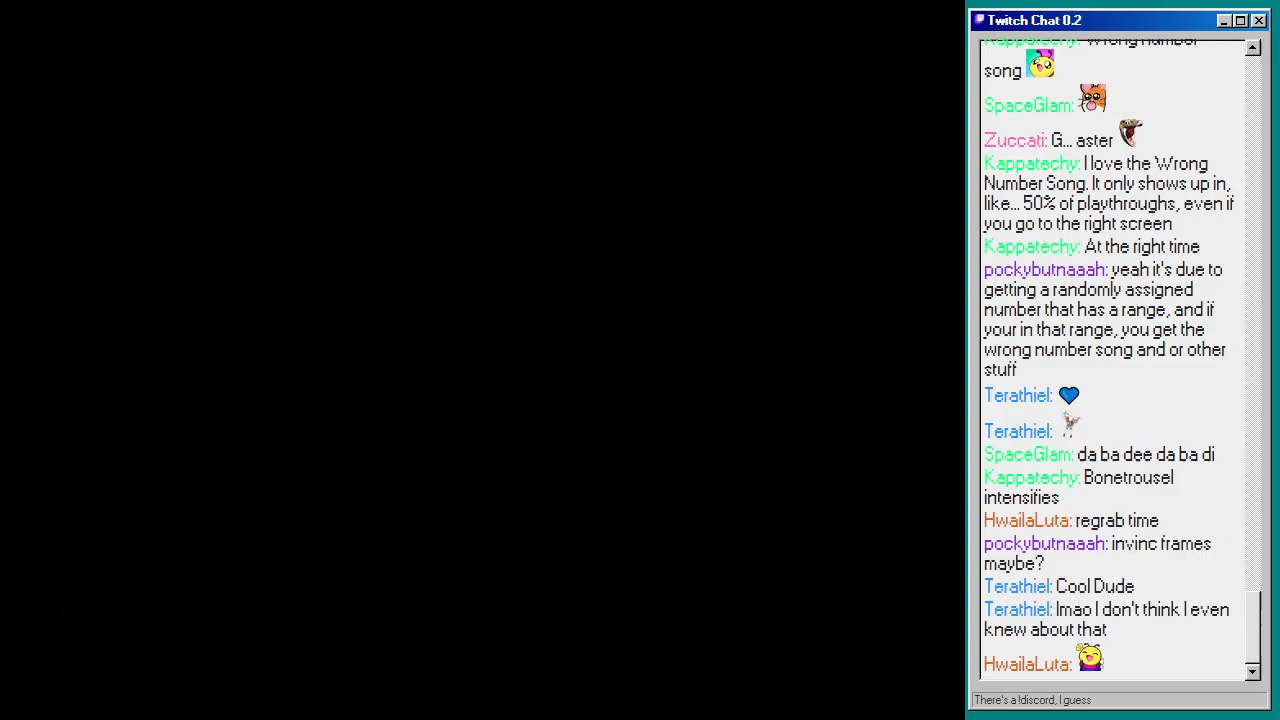 Twitch Chat 0.2
Kappatechy: Wrong number
song
SpaceGlam:
Zuccati: G... aster
Kappatechy: I love the Wrong
Number Song. It only shows up in,
like... 50% of playthroughs, even if
you go to the right screen
Kappatechy: At the right time
pockybutnaaah: yeah it's due to
getting a randomly assigned
number that has a range, and if
your in that range, you get the
wrong number song and or other
stuff
Terathiel:
Terathiel:
SpaceGlam: da ba dee da ba di
Kappatechy: Bonetrousel
intensifies
HwailaLuta: regrab time
pockybutnaaah: invinc frames
maybe?
Terathiel: Cool Dude
Terathiel: lmao I don't think I even
knew about that
HwailaLuta:
There's a !discord, I guess